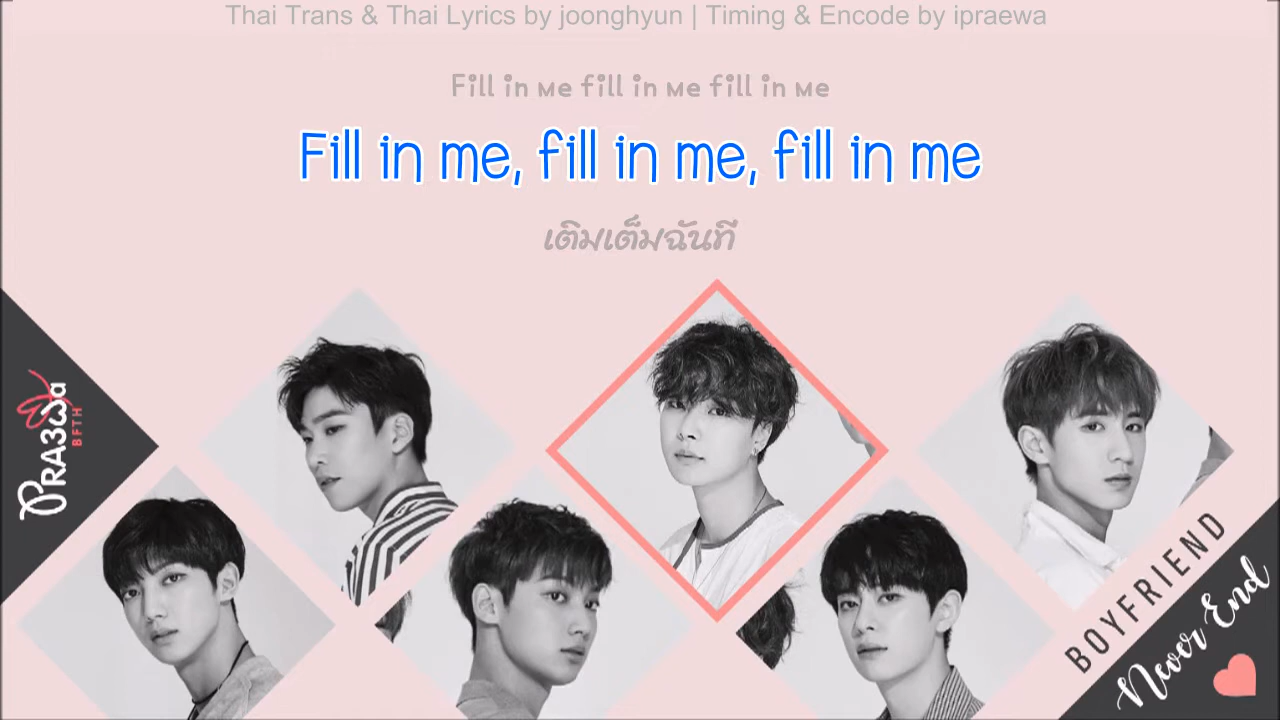 Thai Trans & Thai Lyrics by joonghyun | Timing & Encode by ipraewa
Fill in me fill in me fill in me
Fill in me, fill in me, fill in me
เติมเต็มฉันที
PRA3Wa
BFTH
BOYFRIEND
Never End